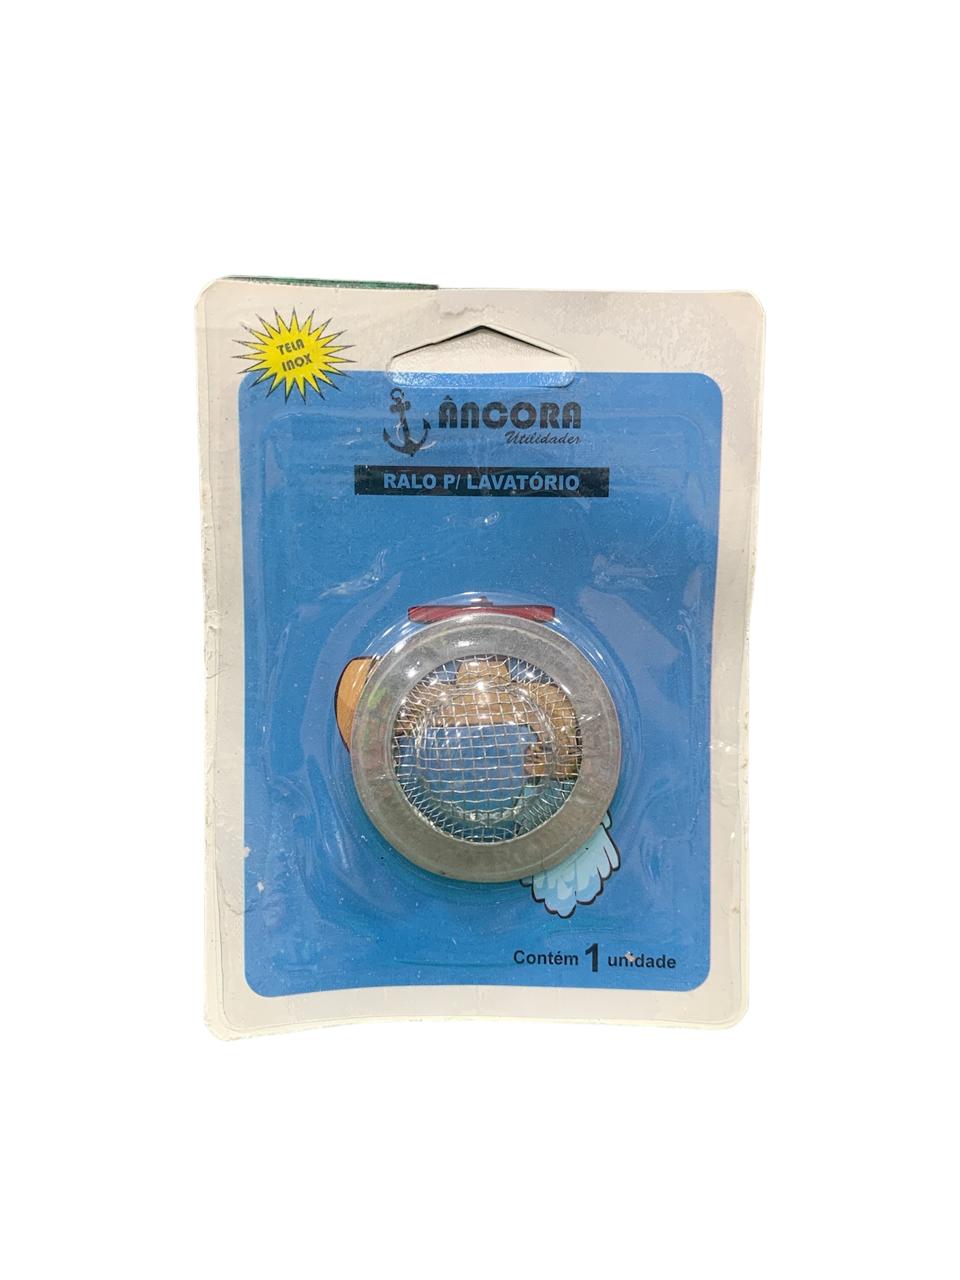 TELA
INOX
ÂNCORA
Utilidades
RALO P/ LAVATÓRIO
Contém 1 unidade